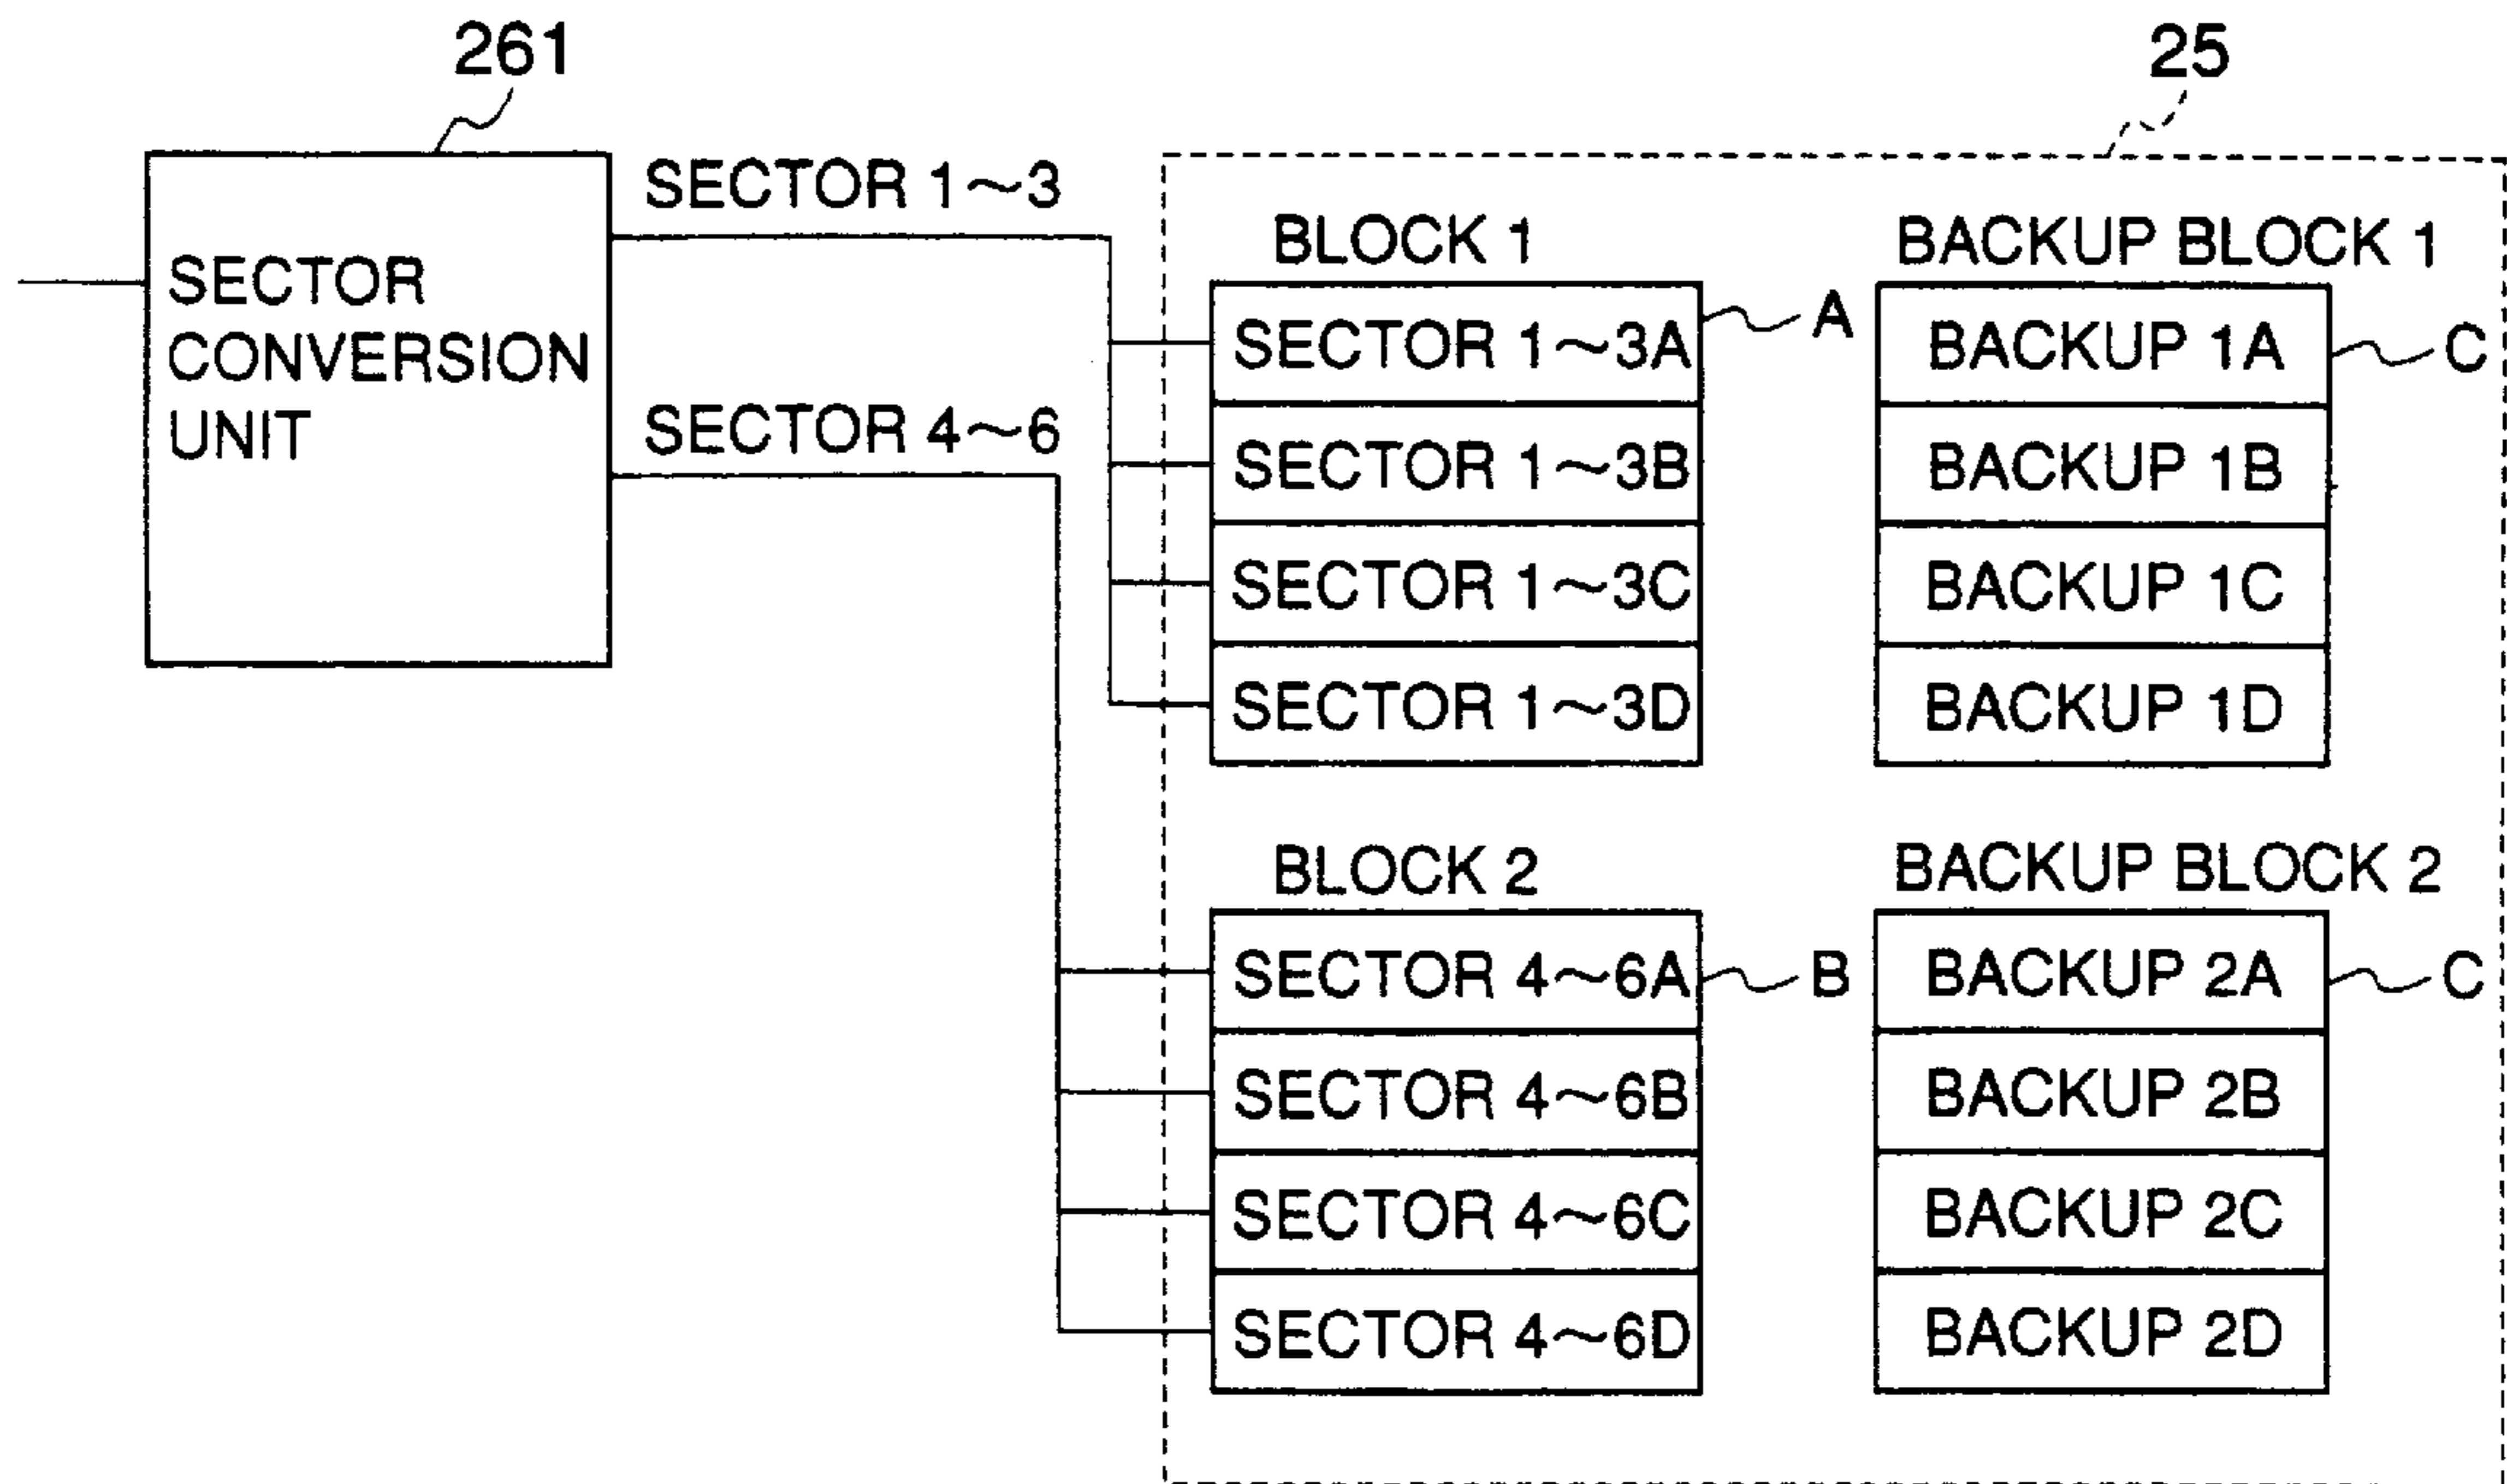 261
25
SECTOR
CONVERSION
UNIT
SECTOR 1~3
SECTOR 4~6
BLOCK 1
SECTOR 1~3A
A
SECTOR 1~3B
SECTOR 1~3C
SECTOR 1~3D
BACKUP BLOCK 1
BACKUP 1A
C
BACKUP 1B
BACKUP 1C
BACKUP 1D
BLOCK 2
SECTOR 4~6A
B
SECTOR 4~6B
SECTOR 4~6C
SECTOR 4~6D
BACKUP BLOCK 2
BACKUP 2A
C
BACKUP 2B
BACKUP 2C
BACKUP 2D